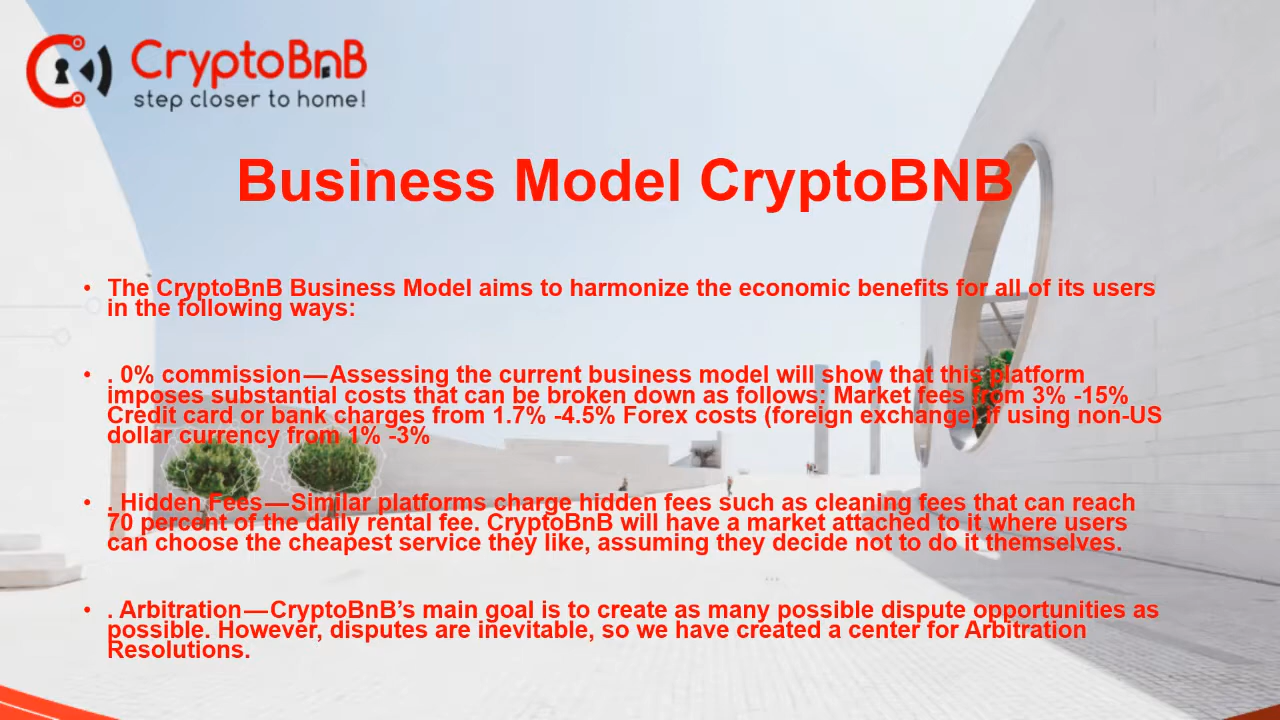 CryptoBnB
step closer to home!
Business Model CryptoBNB
• The CryptoBnB Business Model aims to harmonize the economic benefits for all of its users
in the following ways:
• . 0% commission — Assessing the current business model will show that this platform
imposes substantial costs that can be broken down as follows: Market fees from 3% -15%
Credit card or bank charges from 1.7% -4.5% Forex costs (foreign exchange) if using non-US
dollar currency from 1% -3%
• . Hidden Fees — Similar platforms charge hidden fees such as cleaning fees that can reach
70 percent of the daily rental fee. CryptoBnB will have a market attached to it where users
can choose the cheapest service they like, assuming they decide not to do it themselves.
• . Arbitration — CryptoBnB’s main goal is to create as many possible dispute opportunities as
possible. However, disputes are inevitable, so we have created a center for Arbitration
Resolutions.